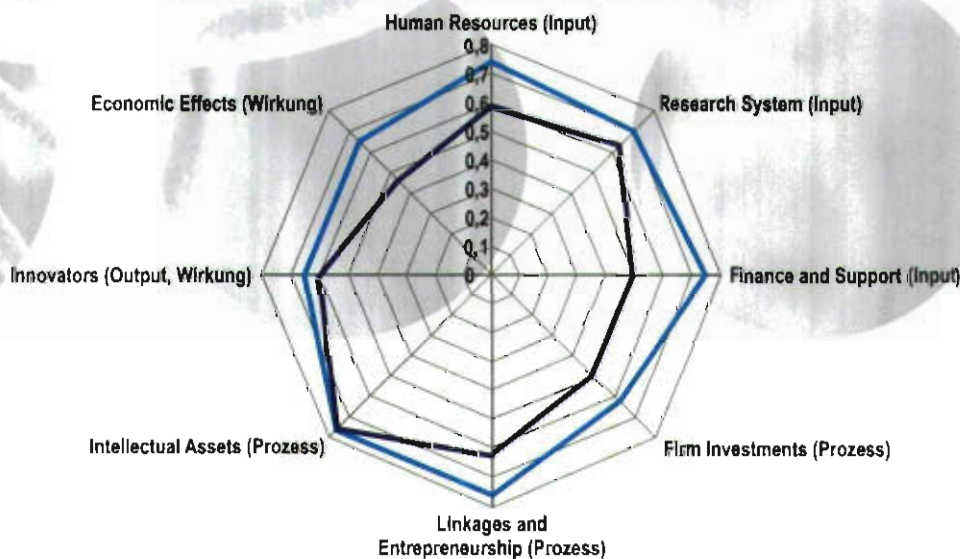 Human Resources (Input)
0,8
0,7
0,6
0,5
0,4
0,3
0,2
0,1
0
Economic Effects (Wirkung)
Research System (Input)
Innovators (Output, Wirkung)
Finance and Support (Input)
Intellectual Assets (Prozess)
Firm Investments (Prozess)
Linkages and
Entrepreneurship (Prozess)